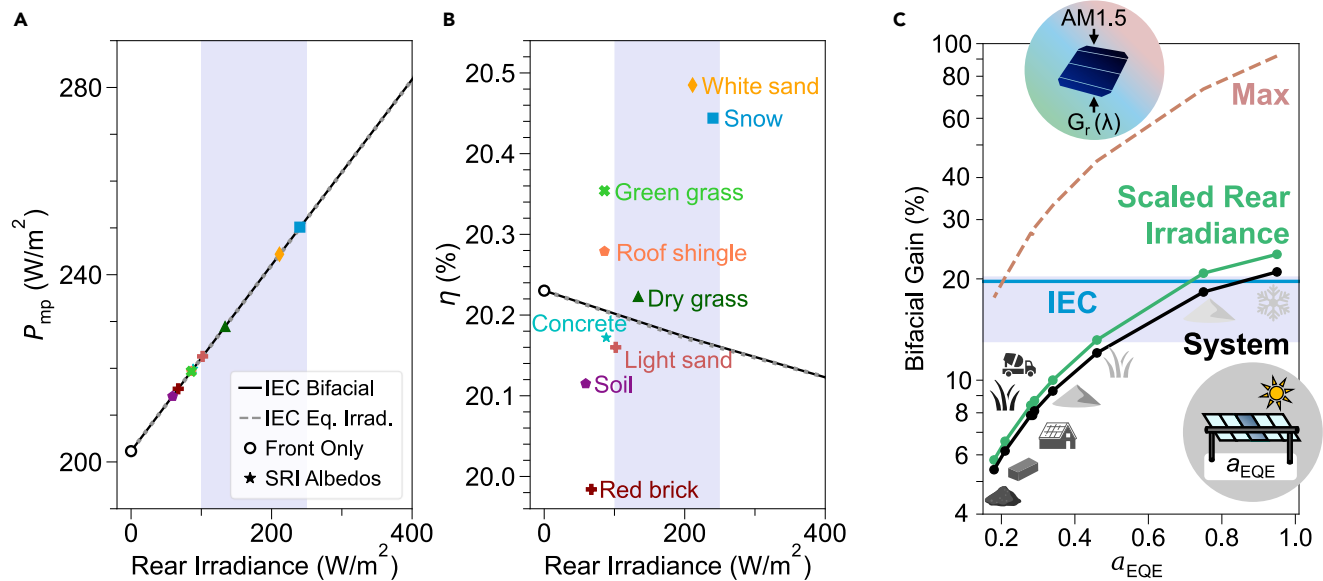 A
P_mp (W/m²)
280
240
200
IEC Bifacial
IEC Eq. Irrad.
Front Only
SRI Albedos
0 100 200 300 400
Rear Irradiance (W/m²)
B
η (%)
20.5
20.4
20.3
20.2
20.1
20.0
White sand
Snow
Green grass
Roof shingle
Dry grass
Concrete
Light sand
Soil
Red brick
0 100 200 300 400
Rear Irradiance (W/m²)
C
Bifacial Gain (%)
100
80
60
40
30
20
10
8
6
4
AM1.5
G_r (λ)
Max
Scaled Rear
Irradiance
IEC
System
a_EQE
0.2 0.4 0.6 0.8 1.0
a_EQE